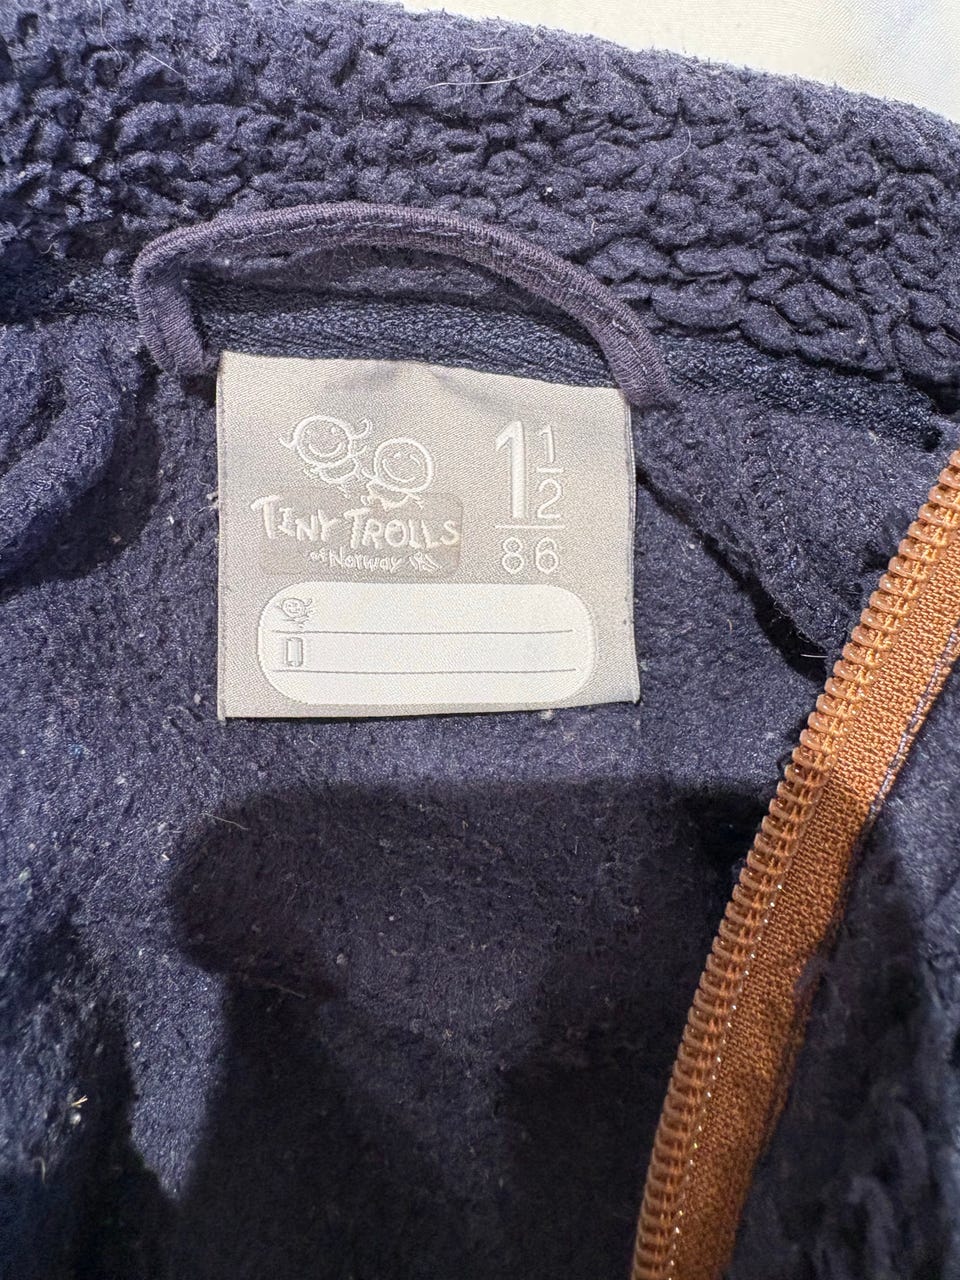 TINY TROLLS
of Norway
1 1/2
86